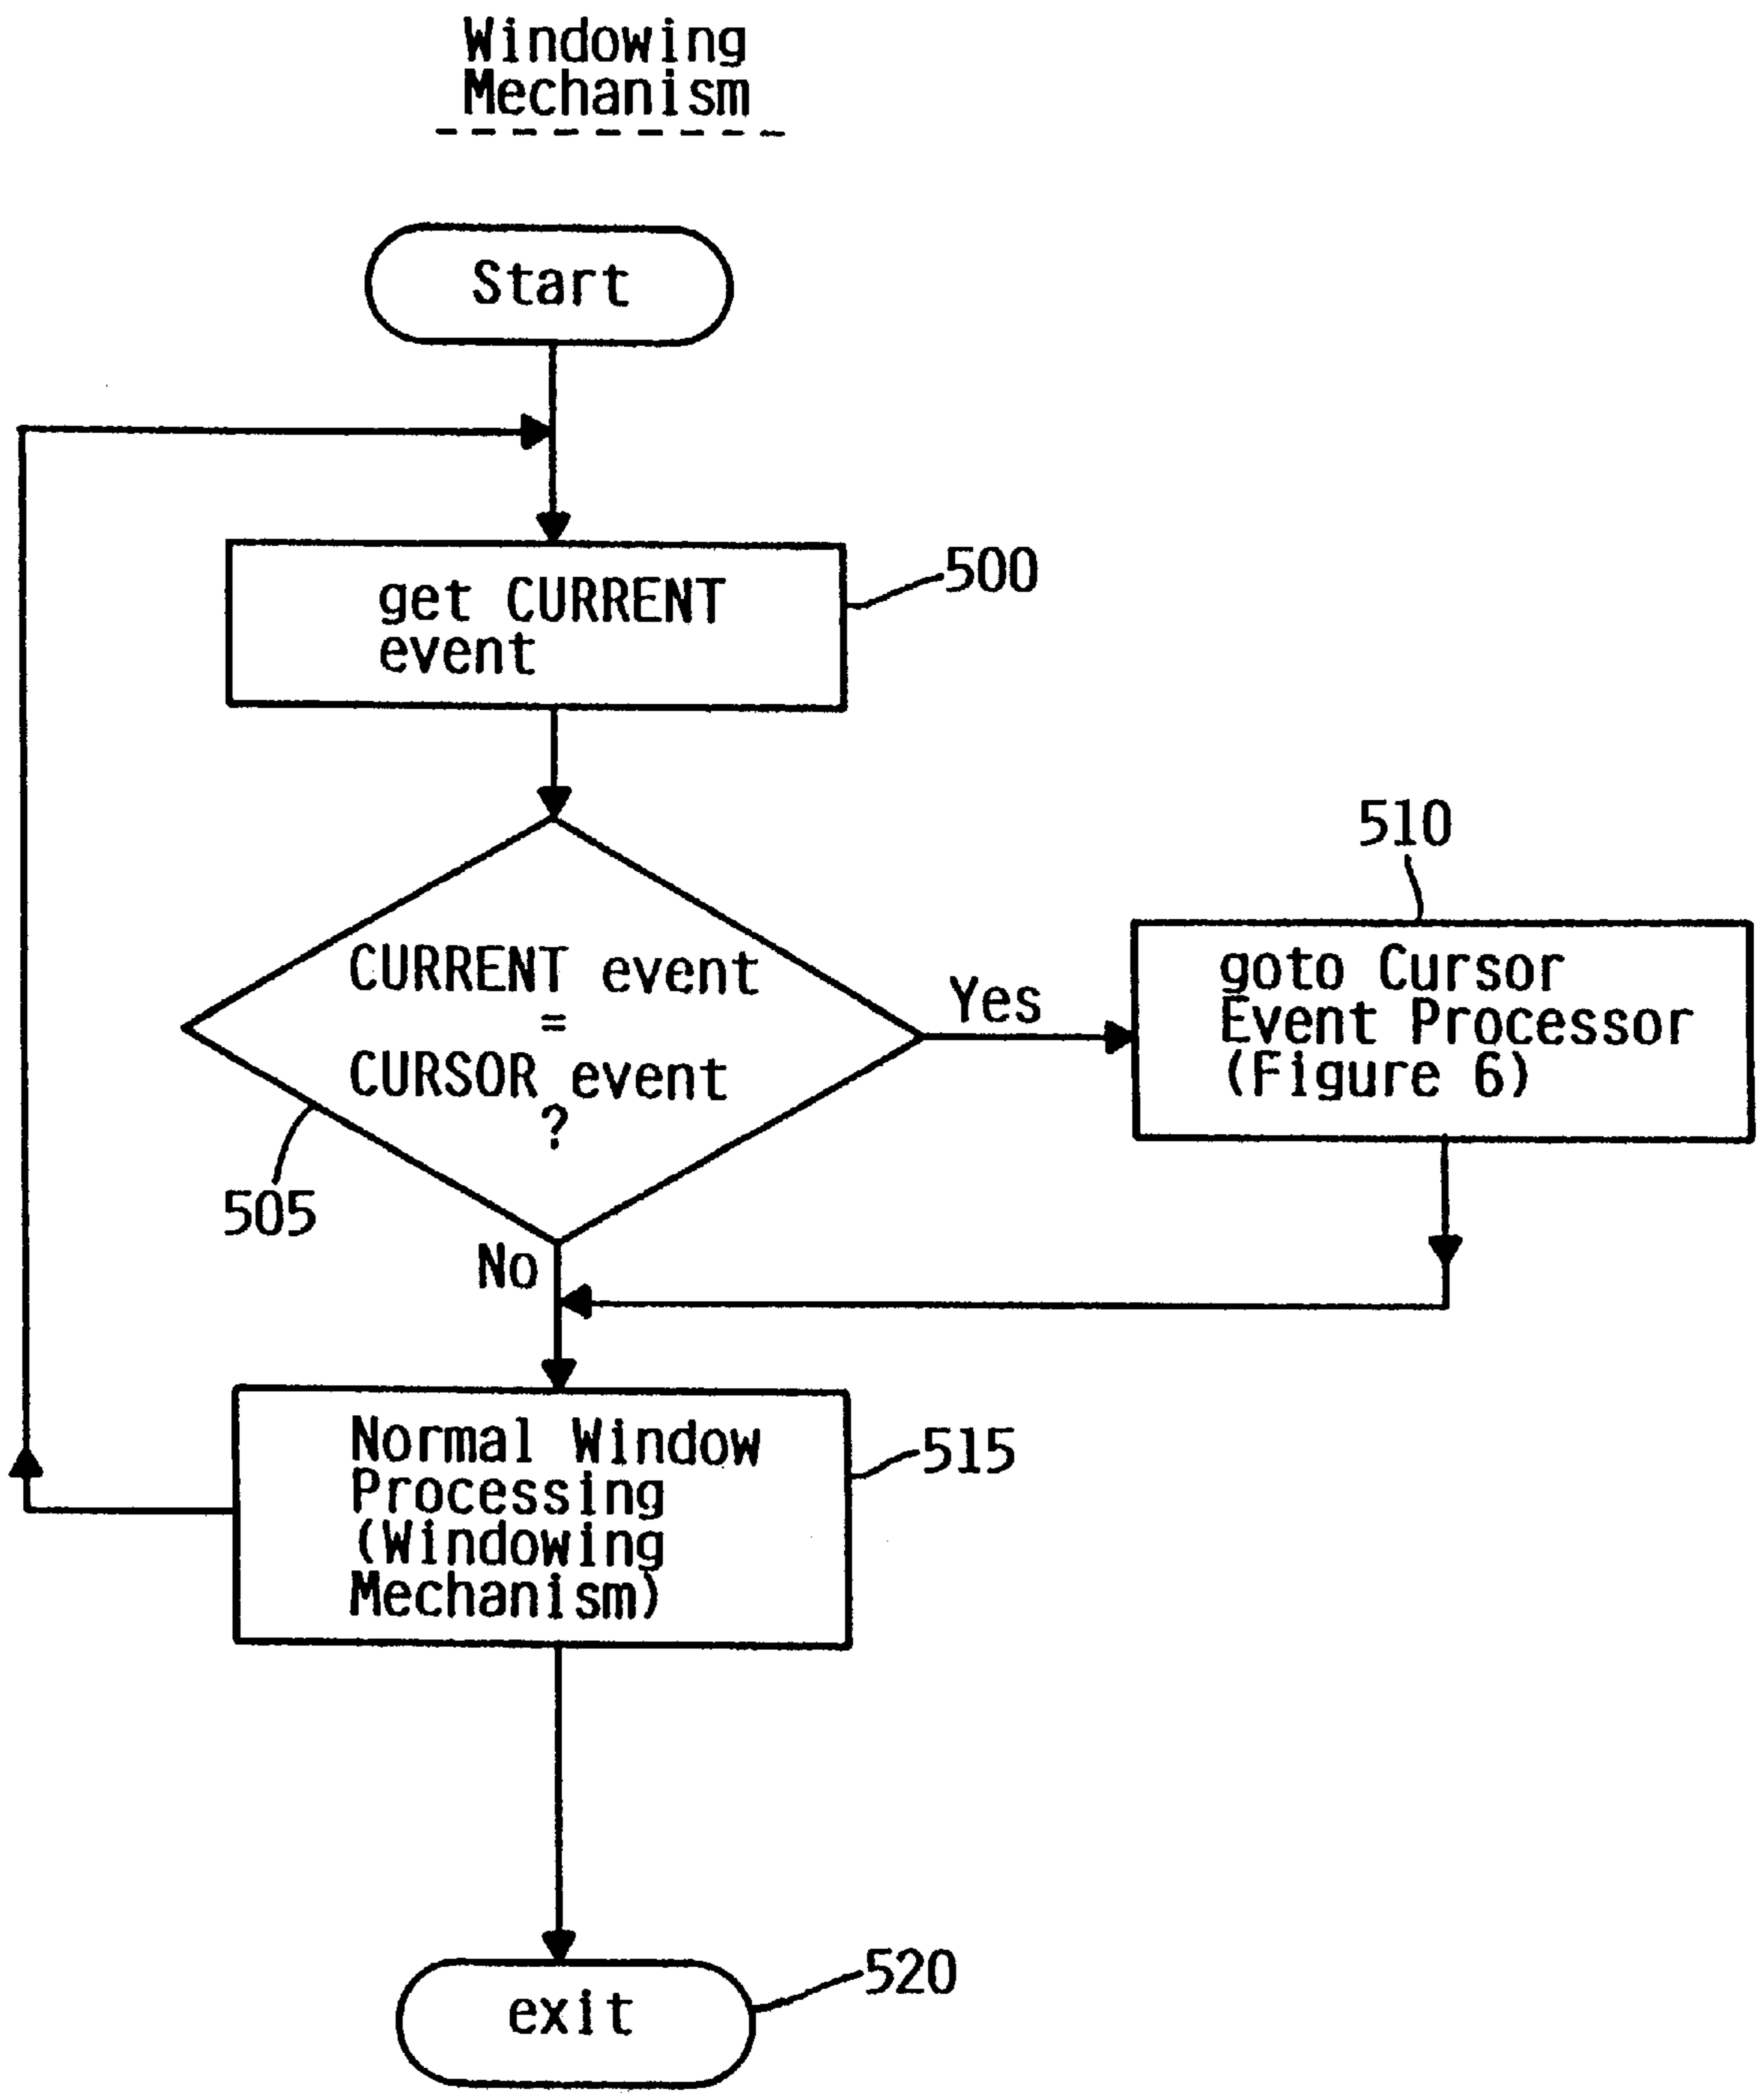 Windowing
Mechanism
Start
get CURRENT
event
500
CURRENT event
=
CURSOR event
?
505
Yes
510
goto Cursor
Event Processor
(Figure 6)
No
Normal Window
Processing
(Windowing
Mechanism)
515
exit
520